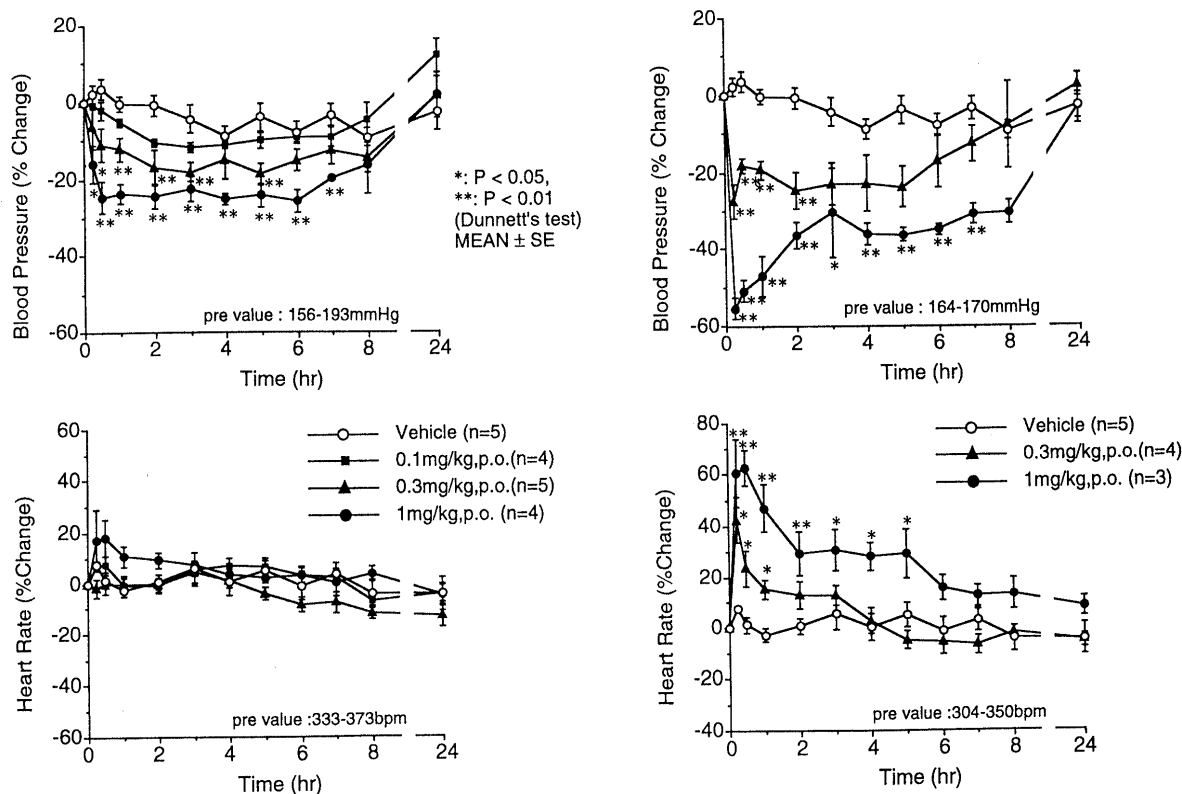 20
0
-20
-40
-60
Blood Pressure (% Change)
* ** ** ** ** **
* ** ** ** ** ** ** ** **
pre value : 156-193mmHg
0 2 4 6 8 24
Time (hr)
*: P < 0.05,
**: P < 0.01
(Dunnett's test)
MEAN ± SE
20
0
-20
-40
-60
Blood Pressure (% Change)
** ** ** **
** ** ** ** * ** ** ** **
pre value : 164-170mmHg
0 2 4 6 8 24
Time (hr)
60
40
20
0
-20
-40
-60
Heart Rate (%Change)
Vehicle (n=5)
0.1mg/kg,p.o.(n=4)
0.3mg/kg,p.o.(n=5)
1mg/kg,p.o. (n=4)
pre value :333-373bpm
0 2 4 6 8 24
Time (hr)
80
60
40
20
0
-20
-40
Heart Rate (%Change)
Vehicle (n=5)
0.3mg/kg,p.o.(n=4)
1mg/kg,p.o. (n=3)
** ** ** ** * * *
* * *
pre value :304-350bpm
0 2 4 6 8 24
Time (hr)